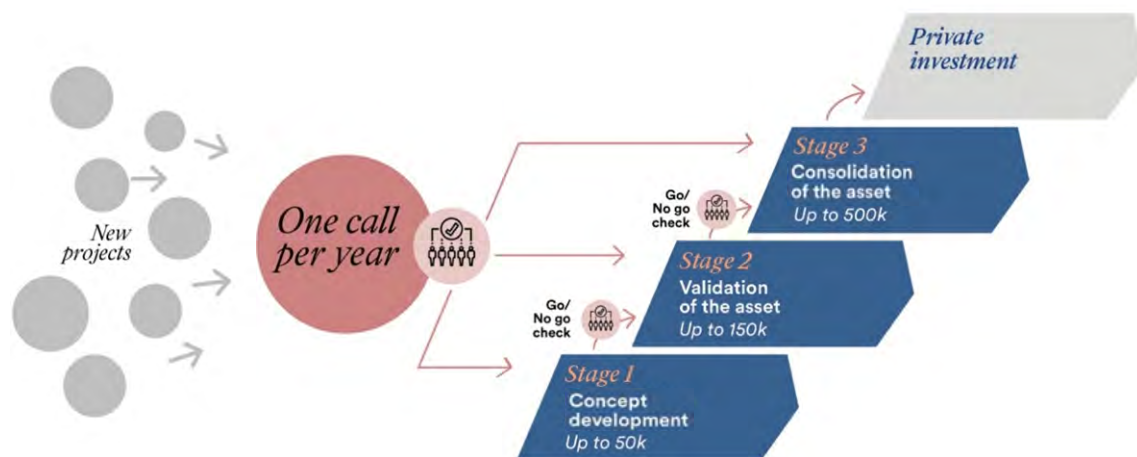 New
projects
One call
per year
Go/
No go
check
Stage 1
Concept
development
Up to 50k
Go/
No go
check
Stage 2
Validation
of the asset
Up to 150k
Stage 3
Consolidation
of the asset
Up to 500k
Private
investment